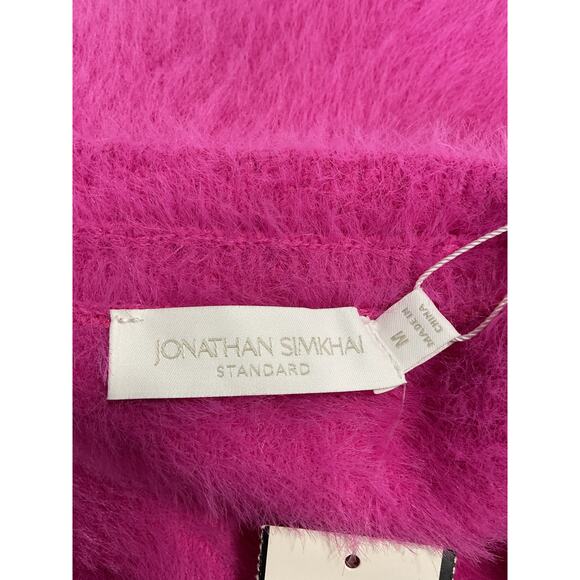 JONATHAN SIMKHAI
STANDARD
M
MADE IN
CHINA